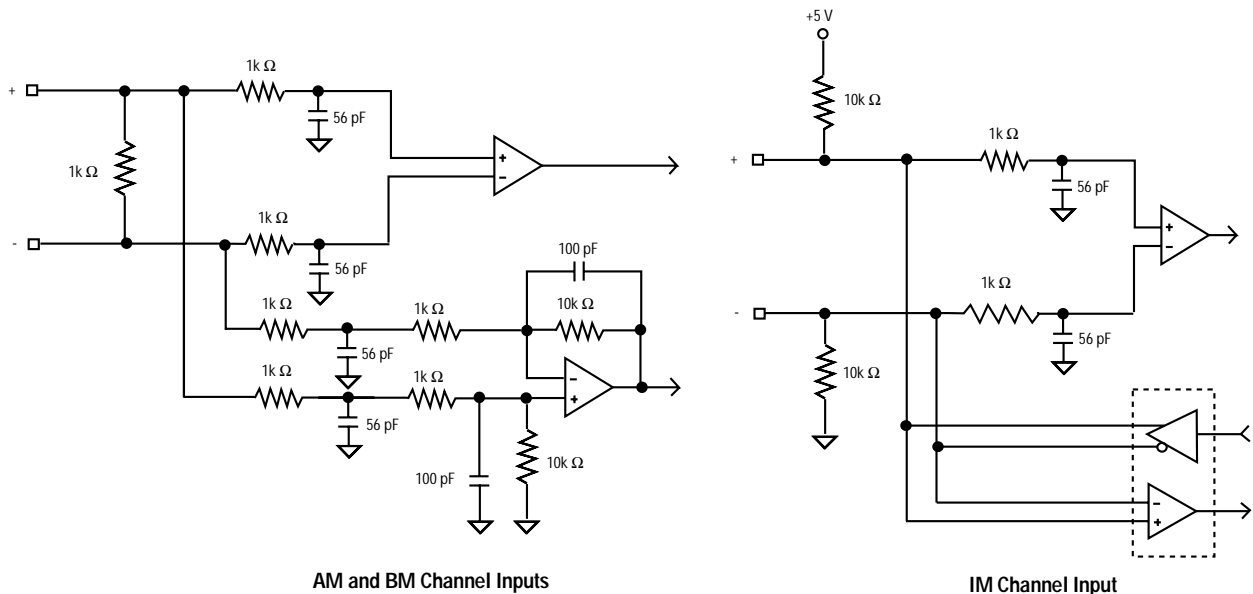 +5 V
10k Ω
1k Ω
+
56 pF
1k Ω
1k Ω
-
56 pF
1k Ω
1k Ω
100 pF
10k Ω
56 pF
1k Ω
1k Ω
56 pF
100 pF
10k Ω
+
-
-
+
AM and BM Channel Inputs
+
1k Ω
56 pF
-
1k Ω
56 pF
10k Ω
+
-
-
+
IM Channel Input